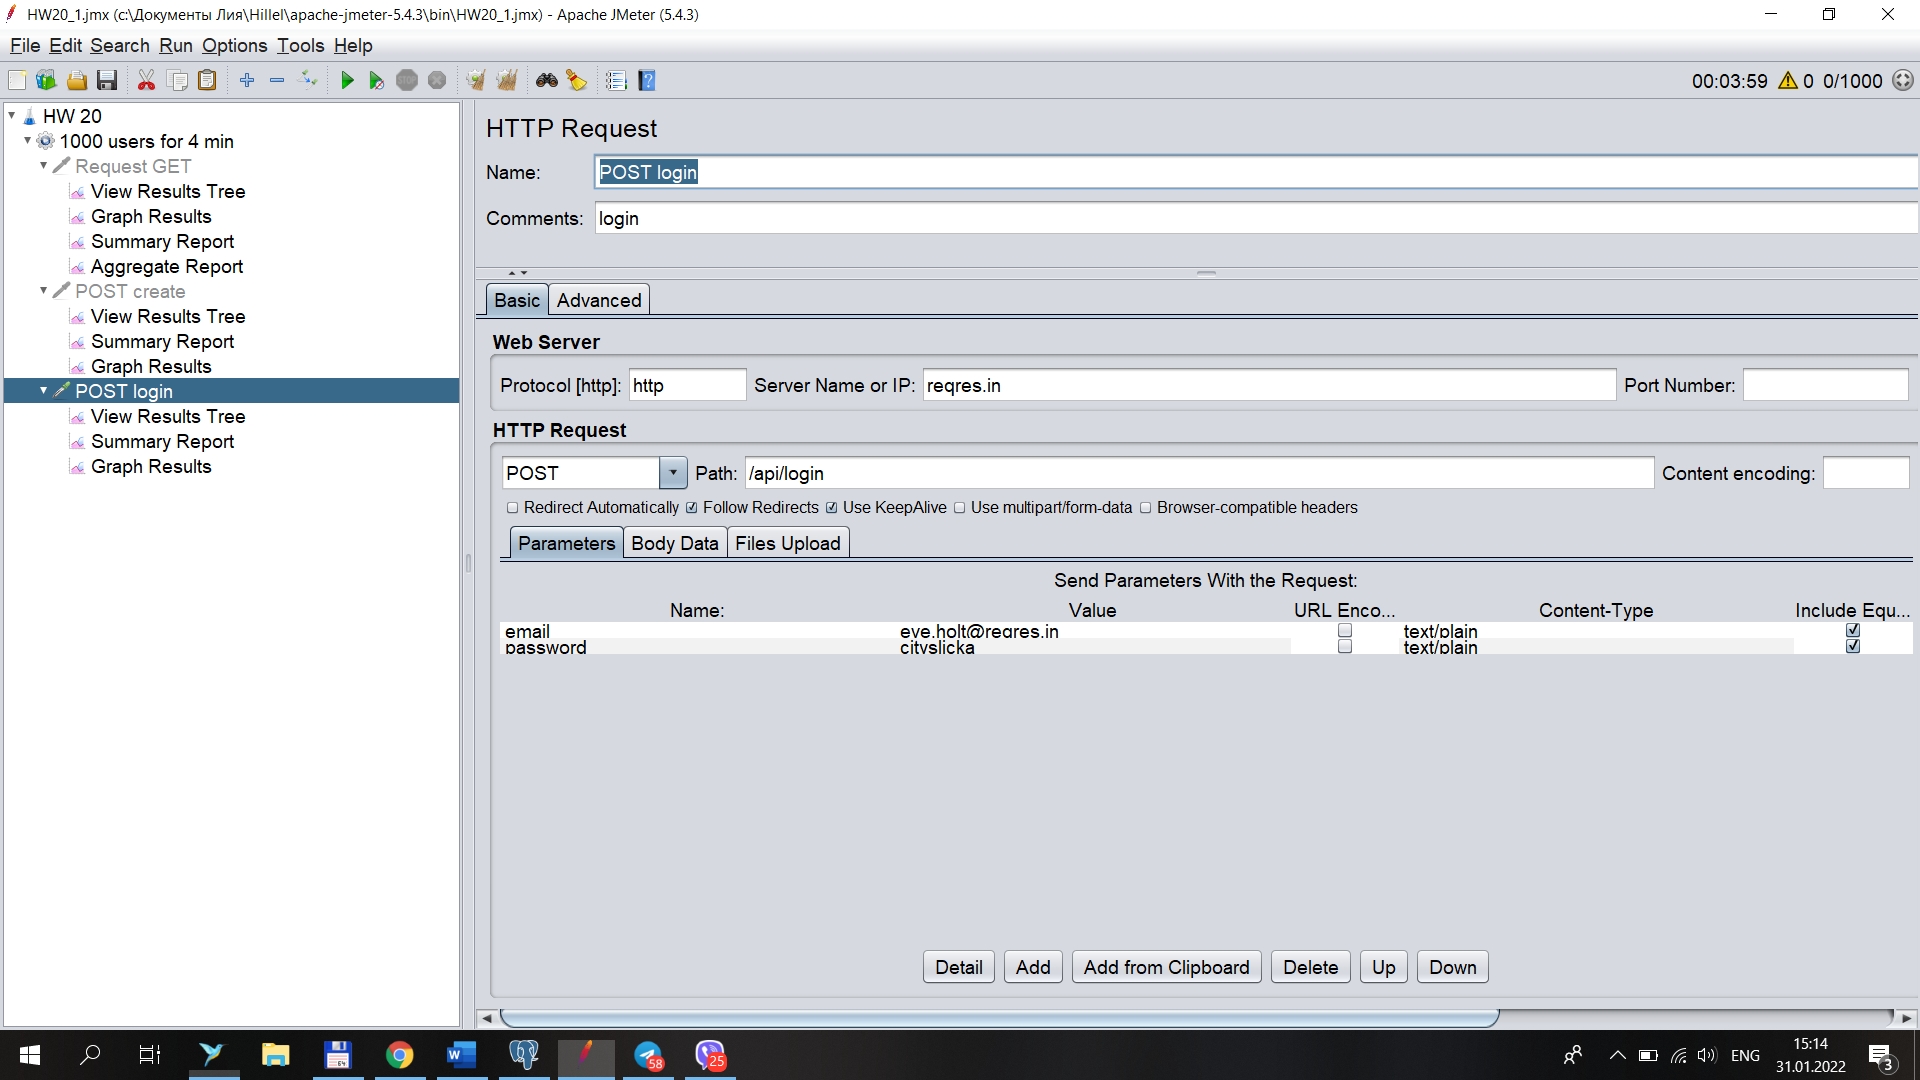 HW20_1.jmx (c:\Документы Лия\Hillel\apache-jmeter-5.4.3\bin\HW20_1.jmx) - Apache JMeter (5.4.3)
File Edit Search Run Options Tools Help
STOP
00:03:59 0 0/1000
HW 20
1000 users for 4 min
Request GET
View Results Tree
Graph Results
Summary Report
Aggregate Report
POST create
View Results Tree
Summary Report
Graph Results
POST login
View Results Tree
Summary Report
Graph Results
HTTP Request
Name: POST login
Comments: login
Basic Advanced
Web Server
Protocol [http]: http Server Name or IP: reqres.in Port Number:
HTTP Request
POST Path: /api/login Content encoding:
Redirect Automatically Follow Redirects Use KeepAlive Use multipart/form-data Browser-compatible headers
Parameters Body Data Files Upload
Send Parameters With the Request:
Name: Value URL Enco... Content-Type Include Equ...
email eve.holt@reqres.in text/plain
password cityslicka text/plain
Detail Add Add from Clipboard Delete Up Down
64 W 58 25
ENG
15:14
31.01.2022
3